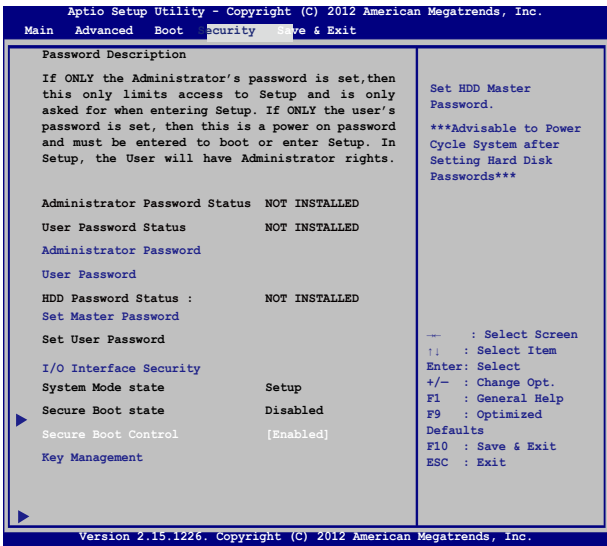 Aptio Setup Utility - Copyright (C) 2012 American Megatrends, Inc.
Main Advanced Boot Security Save & Exit
Password Description
If ONLY the Administrator's password is set,then
this only limits access to Setup and is only
asked for when entering Setup. If ONLY the user's
password is set, then this is a power on password
and must be entered to boot or enter Setup. In
Setup, the User will have Administrator rights.
Administrator Password Status NOT INSTALLED
User Password Status NOT INSTALLED
Administrator Password
User Password
HDD Password Status : NOT INSTALLED
Set Master Password
Set User Password
I/O Interface Security
System Mode state Setup
Secure Boot state Disabled
Secure Boot Control [Enabled]
Key Management
Set HDD Master
Password.
***Advisable to Power
Cycle System after
Setting Hard Disk
Passwords***
→← : Select Screen
↑↓ : Select Item
Enter: Select
+/— : Change Opt.
F1 : General Help
F9 : Optimized
Defaults
F10 : Save & Exit
ESC : Exit
Version 2.15.1226. Copyright (C) 2012 American Megatrends, Inc.